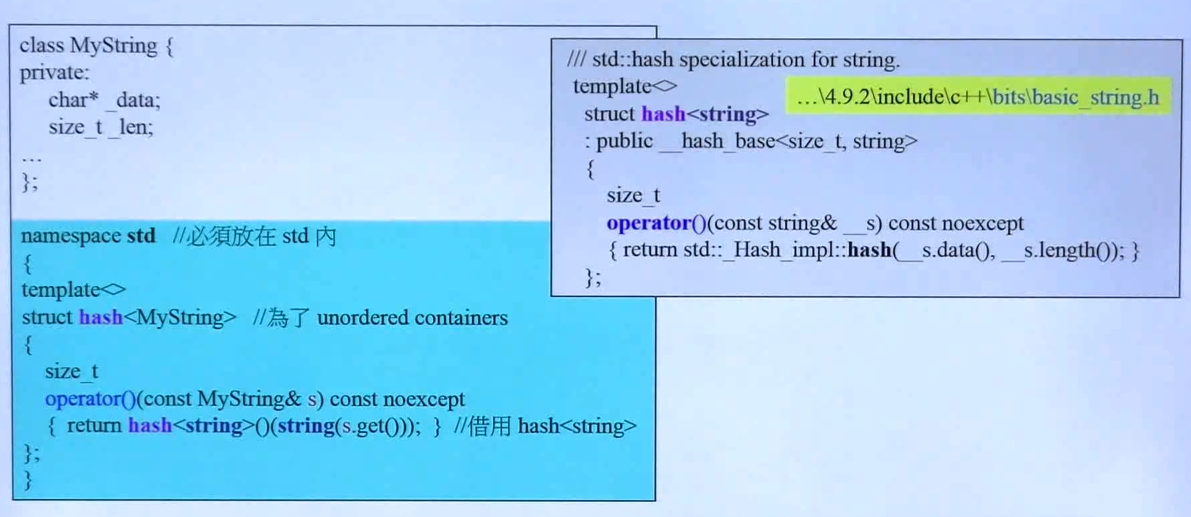 class MyString {
private:
char* _data;
size_t _len;
...
};
namespace std //必須放在 std 內
{
template<>
struct hash<MyString> //為了 unordered containers
{
size_t
operator()(const MyString& s) const noexcept
{ return hash<string>()(string(s.get())); } //借用 hash<string>
};
}
/// std::hash specialization for string.
template<>
…\4.9.2\include\c++\bits\basic_string.h
struct hash<string>
: public __hash_base<size_t, string>
{
size_t
operator()(const string& __s) const noexcept
{ return std::_Hash_impl::hash(__s.data(), __s.length()); }
};